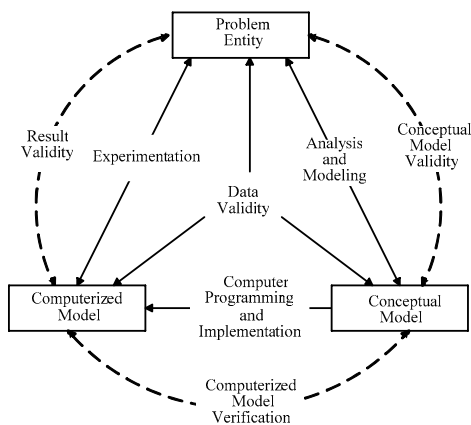 Problem
Entity
Result
Validity
Experimentation
Analysis
and
Modeling
Conceptual
Model
Validity
Data
Validity
Computerized
Model
Computer
Programming
and
Implementation
Conceptual
Model
Computerized
Model
Verification